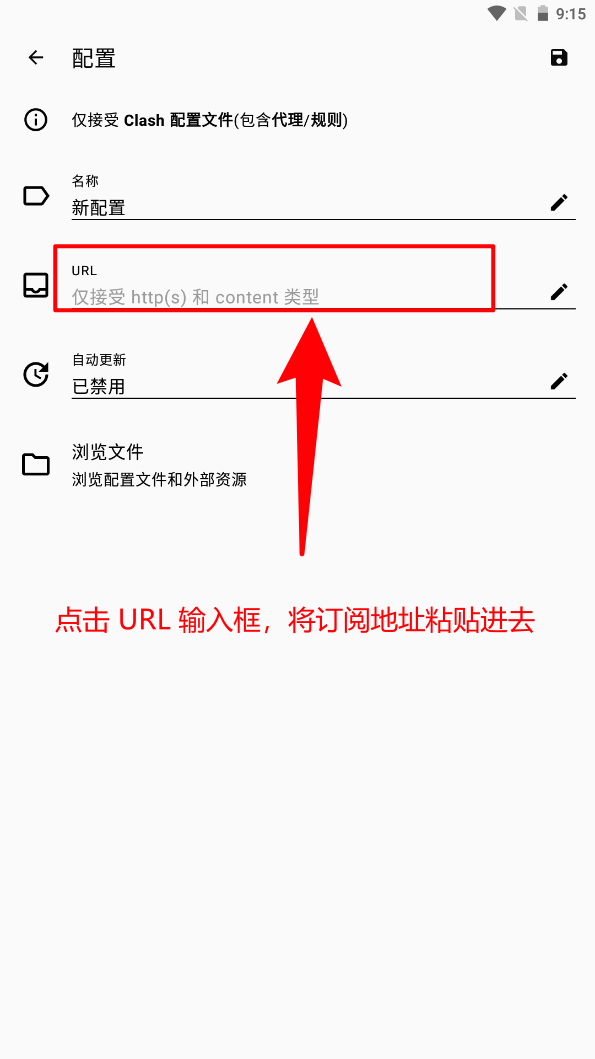 9:15
配置
仅接受 Clash 配置文件(包含代理/规则)
名称
新配置
URL
仅接受 http(s) 和 content 类型
自动更新
已禁用
浏览文件
浏览配置文件和外部资源
点击 URL 输入框，将订阅地址粘贴进去